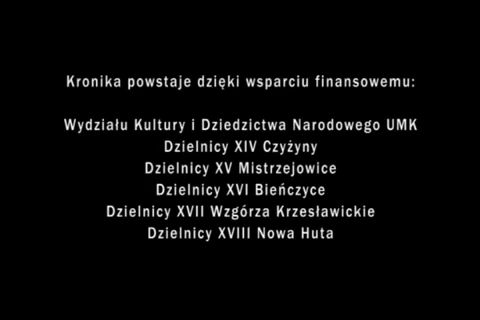 Kronika powstaje dzięki wsparciu finansowemu:
Wydziału Kultury i Dziedzictwa Narodowego UMK
Dzielnicy XIV Czyżyny
Dzielnicy XV Mistrzejowice
Dzielnicy XVI Bieńczyce
Dzielnicy XVII Wzgórza Krzesławickie
Dzielnicy XVIII Nowa Huta